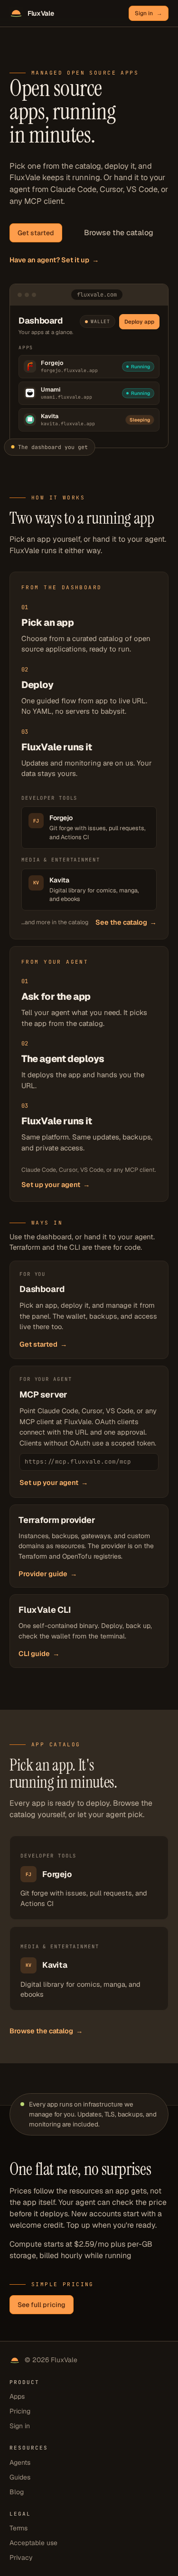 FluxVale
Sign in →
MANAGED OPEN SOURCE APPS
Open source
apps, running
in minutes.
Pick one from the catalog, deploy it, and
FluxVale keeps it running. Or hand it to your
agent from Claude Code, Cursor, VS Code, or
any MCP client.
Get started
Browse the catalog
Have an agent? Set it up →
fluxvale.com
Dashboard
WALLET
Deploy app
Your apps at a glance.
APPS
Forgejo
forgejo.fluxvale.app
Running
Umami
umami.fluxvale.app
Running
Kavita
kavita.fluxvale.app
Sleeping
The dashboard you get
HOW IT WORKS
Two ways to a running app
Pick an app yourself, or hand it to your agent.
FluxVale runs it either way.
FROM THE DASHBOARD
01
Pick an app
Choose from a curated catalog of open
source applications, ready to run.
02
Deploy
One guided flow from app to live URL.
No YAML, no servers to babysit.
03
FluxVale runs it
Updates and monitoring are on us. Your
data stays yours.
DEVELOPER TOOLS
FJ
Forgejo
Git forge with issues, pull requests,
and Actions CI
MEDIA & ENTERTAINMENT
KV
Kavita
Digital library for comics, manga,
and ebooks
…and more in the catalog
See the catalog →
FROM YOUR AGENT
01
Ask for the app
Tell your agent what you need. It picks
the app from the catalog.
02
The agent deploys
It deploys the app and hands you the
URL.
03
FluxVale runs it
Same platform. Same updates, backups,
and private access.
Claude Code, Cursor, VS Code, or any MCP client.
Set up your agent →
WAYS IN
Use the dashboard, or hand it to your agent.
Terraform and the CLI are there for code.
FOR YOU
Dashboard
Pick an app, deploy it, and manage it from
the panel. The wallet, backups, and access
all live there too.
Get started →
FOR YOUR AGENT
MCP server
Point Claude Code, Cursor, VS Code, or any
MCP client at FluxVale. OAuth clients
connect with the URL and one approval.
Clients without OAuth use a scoped token.
https://mcp.fluxvale.com/mcp
Set up your agent →
Terraform provider
Instances, backups, gateways, and custom
domains as resources. The provider is on the
Terraform and OpenTofu registries.
Provider guide →
FluxVale CLI
One self-contained binary. Deploy, back up,
check the wallet from the terminal.
CLI guide →
APP CATALOG
Pick an app. It's
running in minutes.
Every app is ready to deploy. Browse the
catalog yourself, or let your agent pick.
DEVELOPER TOOLS
FJ
Forgejo
Git forge with issues, pull requests, and
Actions CI
MEDIA & ENTERTAINMENT
KV
Kavita
Digital library for comics, manga, and
ebooks
Browse the catalog →
Every app runs on infrastructure we
manage for you. Updates, TLS, backups, and
monitoring are included.
One flat rate, no surprises
Prices follow the resources an app gets, not
the app itself. Your agent can check the price
before it deploys. New accounts start with a
welcome credit. Top up when you're ready.
Compute starts at $2.59/mo plus per-GB
storage, billed hourly while running
SIMPLE PRICING
See full pricing
© 2026 FluxVale
PRODUCT
Apps
Pricing
Sign in
RESOURCES
Agents
Guides
Blog
LEGAL
Terms
Acceptable use
Privacy